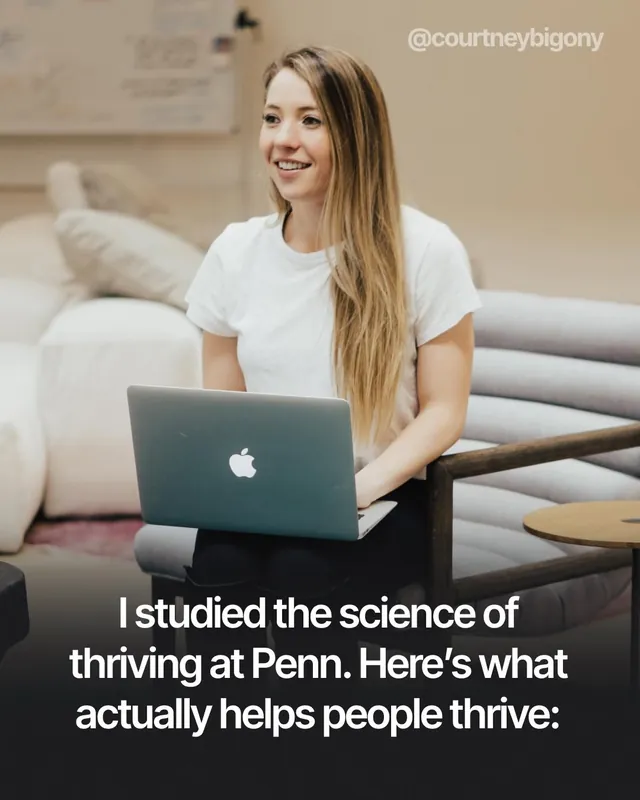 @courtneybigony
I studied the science of
thriving at Penn. Here’s what
actually helps people thrive: